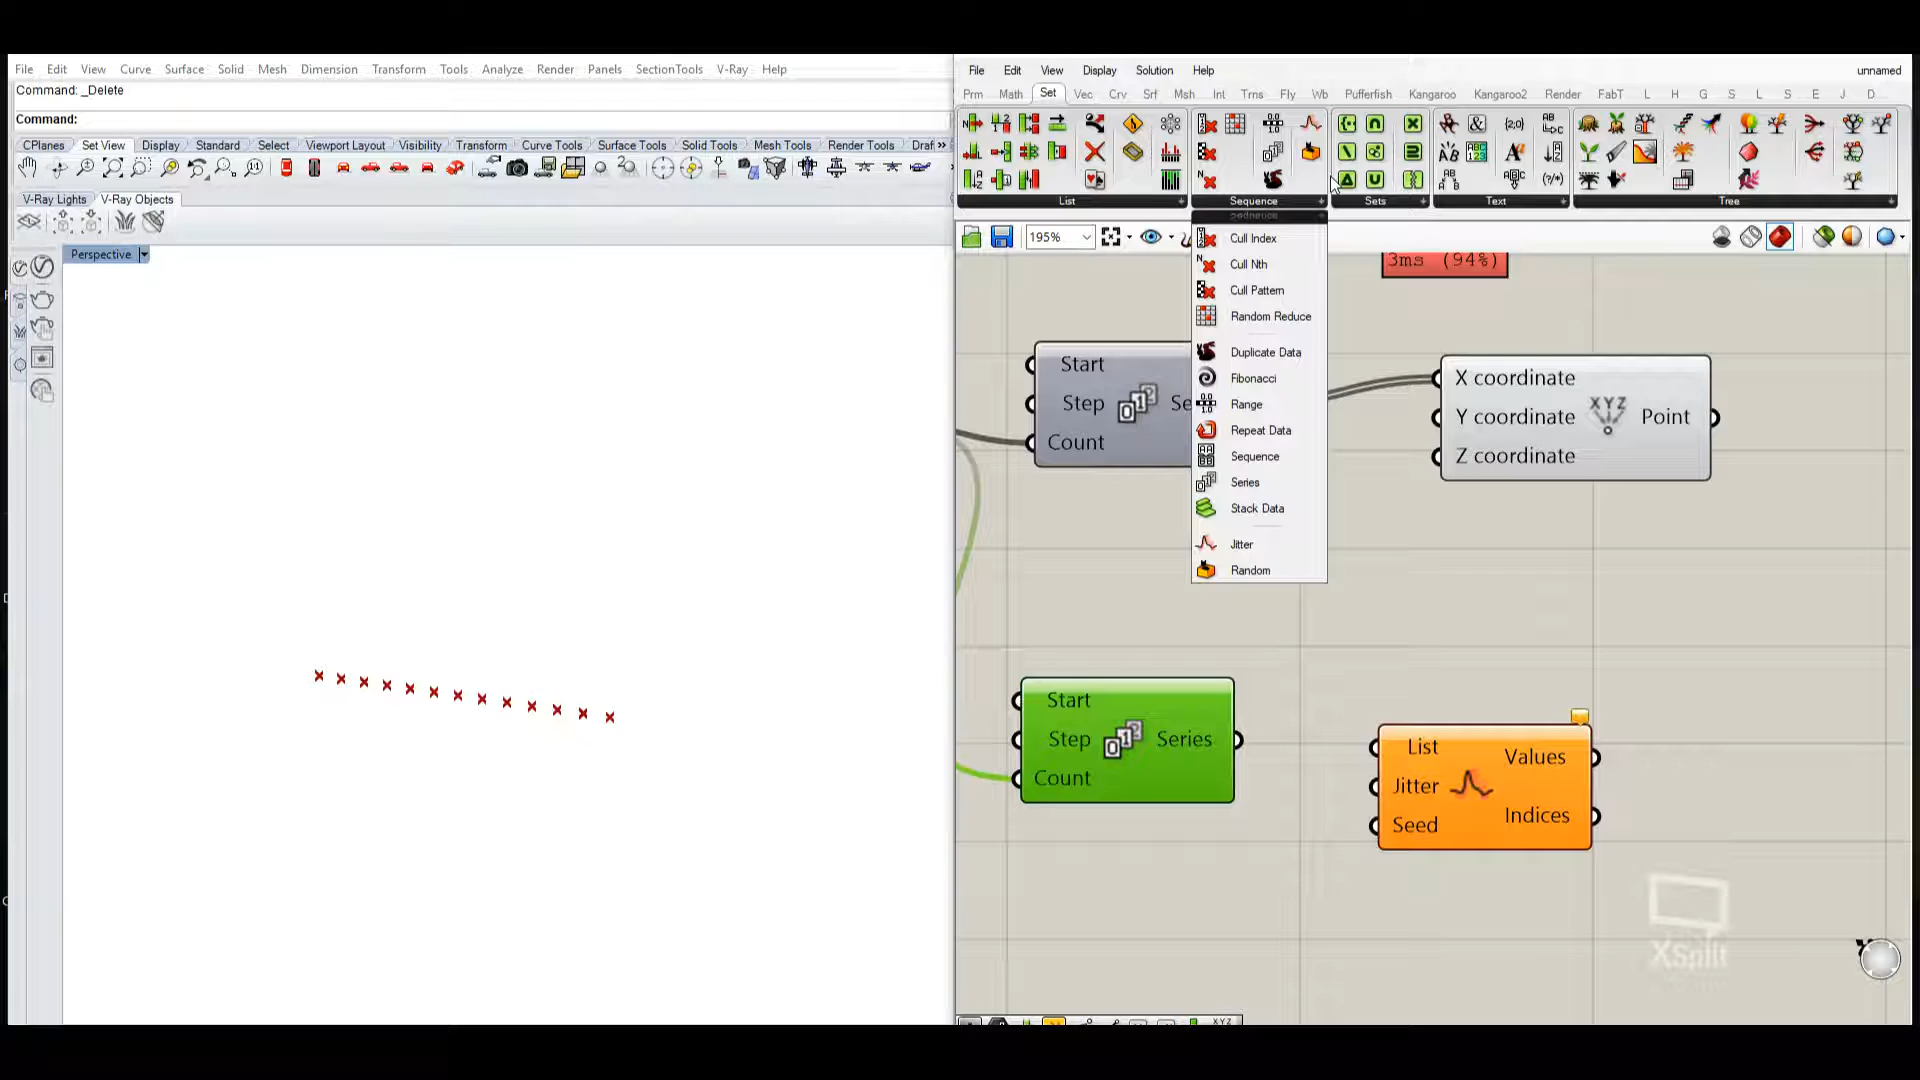 File Edit View Curve Surface Solid Mesh Dimension Transform Tools Analyze Render Panels SectionTools V-Ray Help
Command: _Delete
Command:
CPlanes Set View Display Standard Select Viewport Layout Visibility Transform Curve Tools Surface Tools Solid Tools Mesh Tools Render Tools Draf »
V-Ray Lights V-Ray Objects
Perspective
File Edit View Display Solution Help unnamed
Prm Math Set Vec Crv Srf Msh Int Trns Fly Wb Pufferfish Kangaroo Kangaroo2 Render FabT L H G S L S E J D
List Sequence Sets Text Tree
195%
Cull Index
Cull Nth
Cull Pattern
Random Reduce
Duplicate Data
Fibonacci
Range
Repeat Data
Sequence
Series
Stack Data
Jitter
Random
3ms (94%)
Start
Step Se
Count
X coordinate
Y coordinate XYZ Point
Z coordinate
Start
Step Series
Count
List Values
Jitter
Seed Indices
XSplit